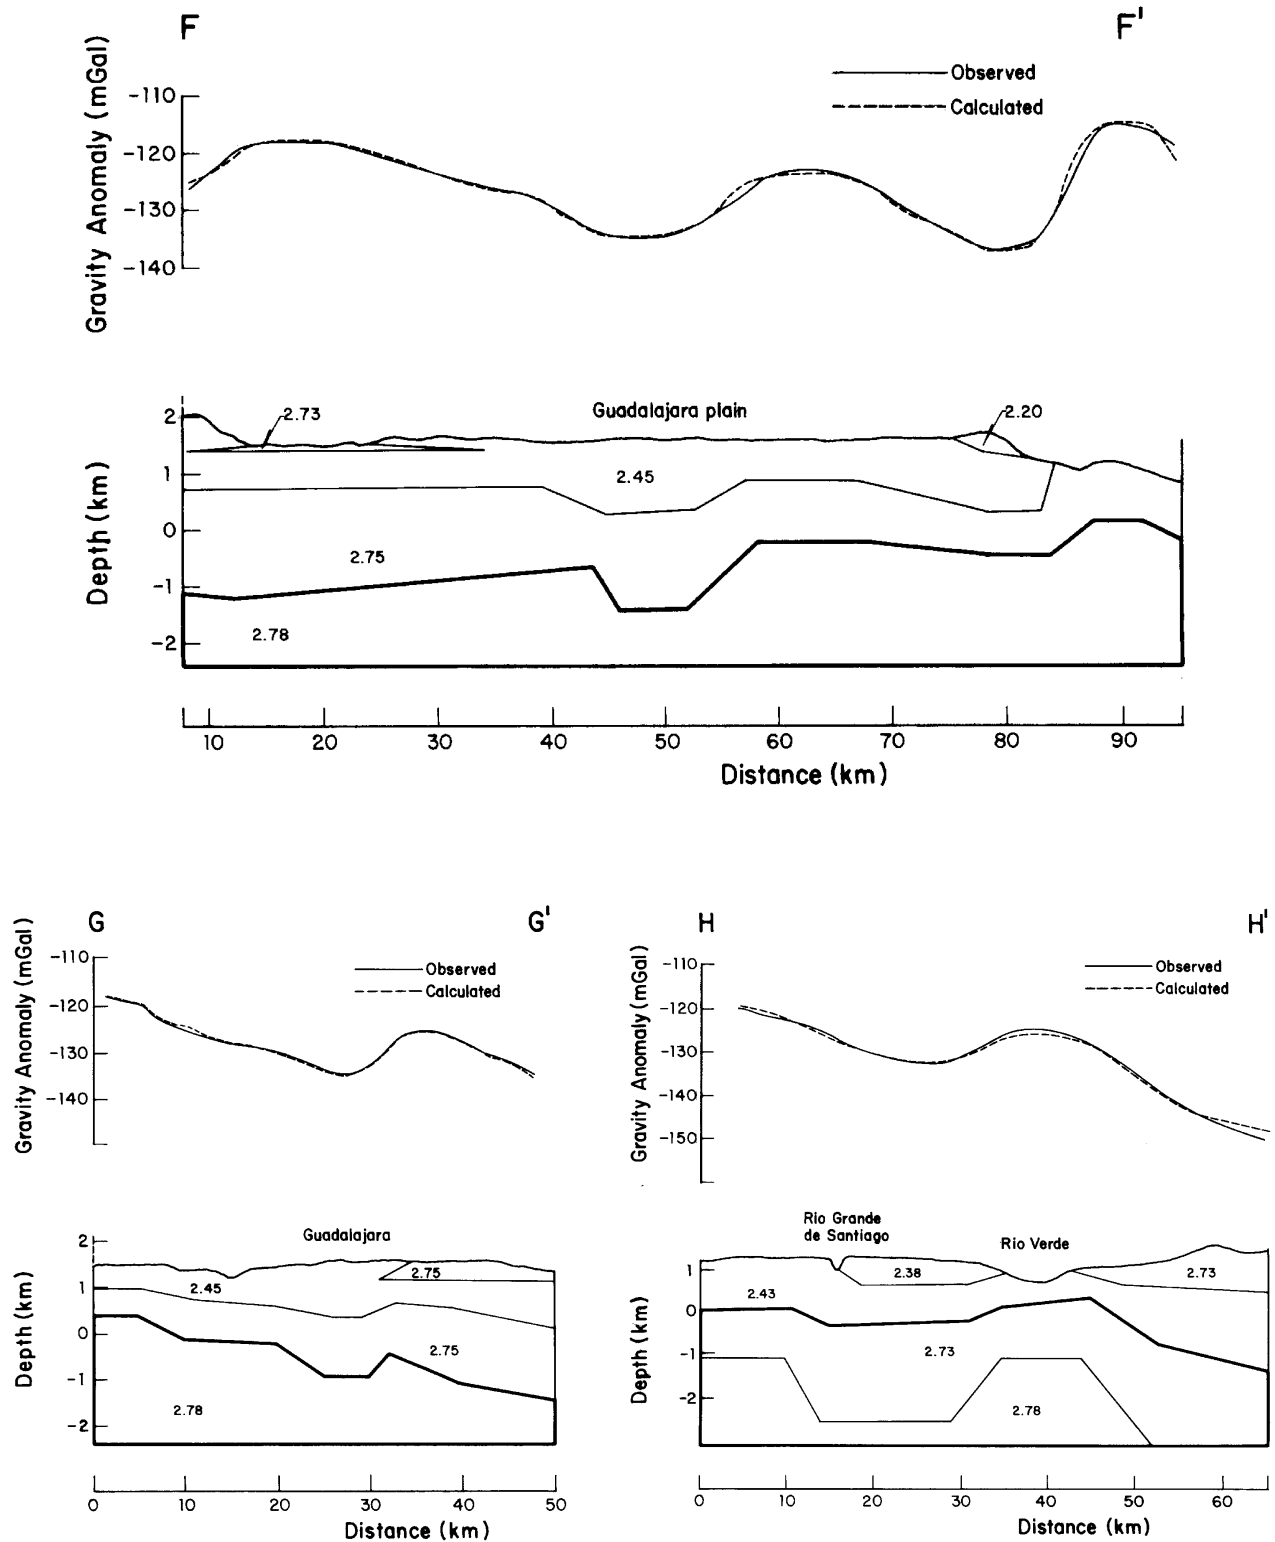 F F'
Gravity Anomaly (mGal)
Observed
Calculated
-110
-120
-130
-140
Depth (km)
2
1
0
-1
-2
2.73
Guadalajara plain
2.20
2.45
2.75
2.78
10 20 30 40 50 60 70 80 90
Distance (km)
G G'
Gravity Anomaly (mGal)
Observed
Calculated
-110
-120
-130
-140
Guadalajara
Depth (km)
2
1
0
-1
-2
2.75
2.45
2.75
2.78
0 10 20 30 40 50
Distance (km)
H H'
Gravity Anomaly (mGal)
Observed
Calculated
-110
-120
-130
-140
-150
Rio Grande
de Santiago
Rio Verde
Depth (km)
1
0
-1
-2
2.38
2.73
2.43
2.73
2.78
0 10 20 30 40 50 60
Distance (km)